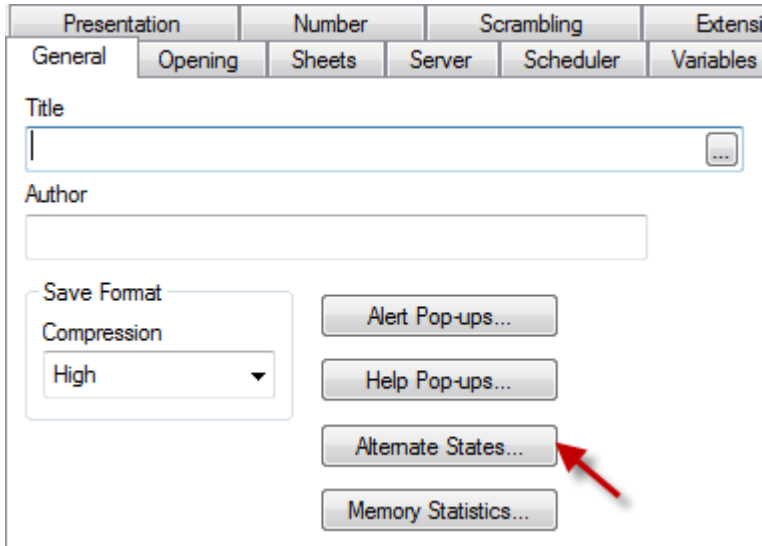 Presentation Number Scrambling Extensi
General Opening Sheets Server Scheduler Variables
Title
...
Author
Save Format
Compression
High
Alert Pop-ups...
Help Pop-ups...
Alternate States...
Memory Statistics...